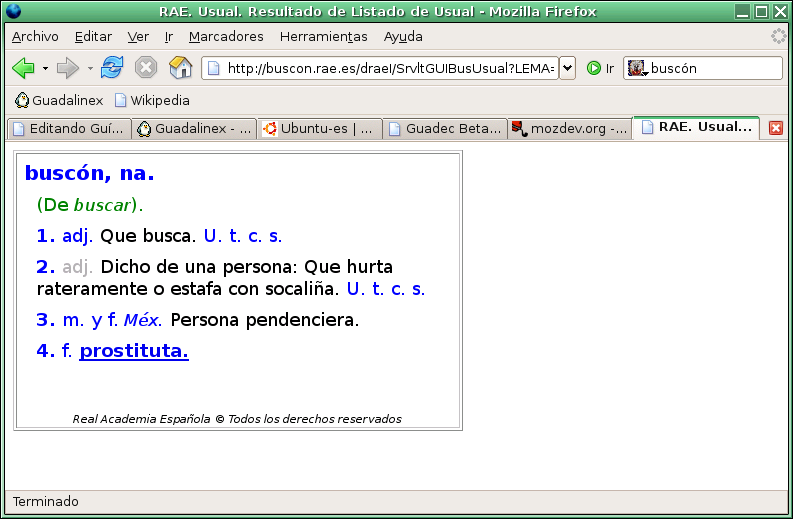 RAE. Usual. Resultado de Listado de Usual - Mozilla Firefox
Archivo Editar Ver Ir Marcadores Herramientas Ayuda
http://buscon.rae.es/draeI/SrvltGUIBusUsual?LEMA= Ir buscón
Guadalinex Wikipedia
Editando Guí... Guadalinex - ... Ubuntu-es | ... Guadec Beta... mozdev.org -... RAE. Usual...
buscón, na.
(De buscar).
1. adj. Que busca. U. t. c. s.
2. adj. Dicho de una persona: Que hurta
rateramente o estafa con socaliña. U. t. c. s.
3. m. y f. Méx. Persona pendenciera.
4. f. prostituta.
Real Academia Española © Todos los derechos reservados
Terminado